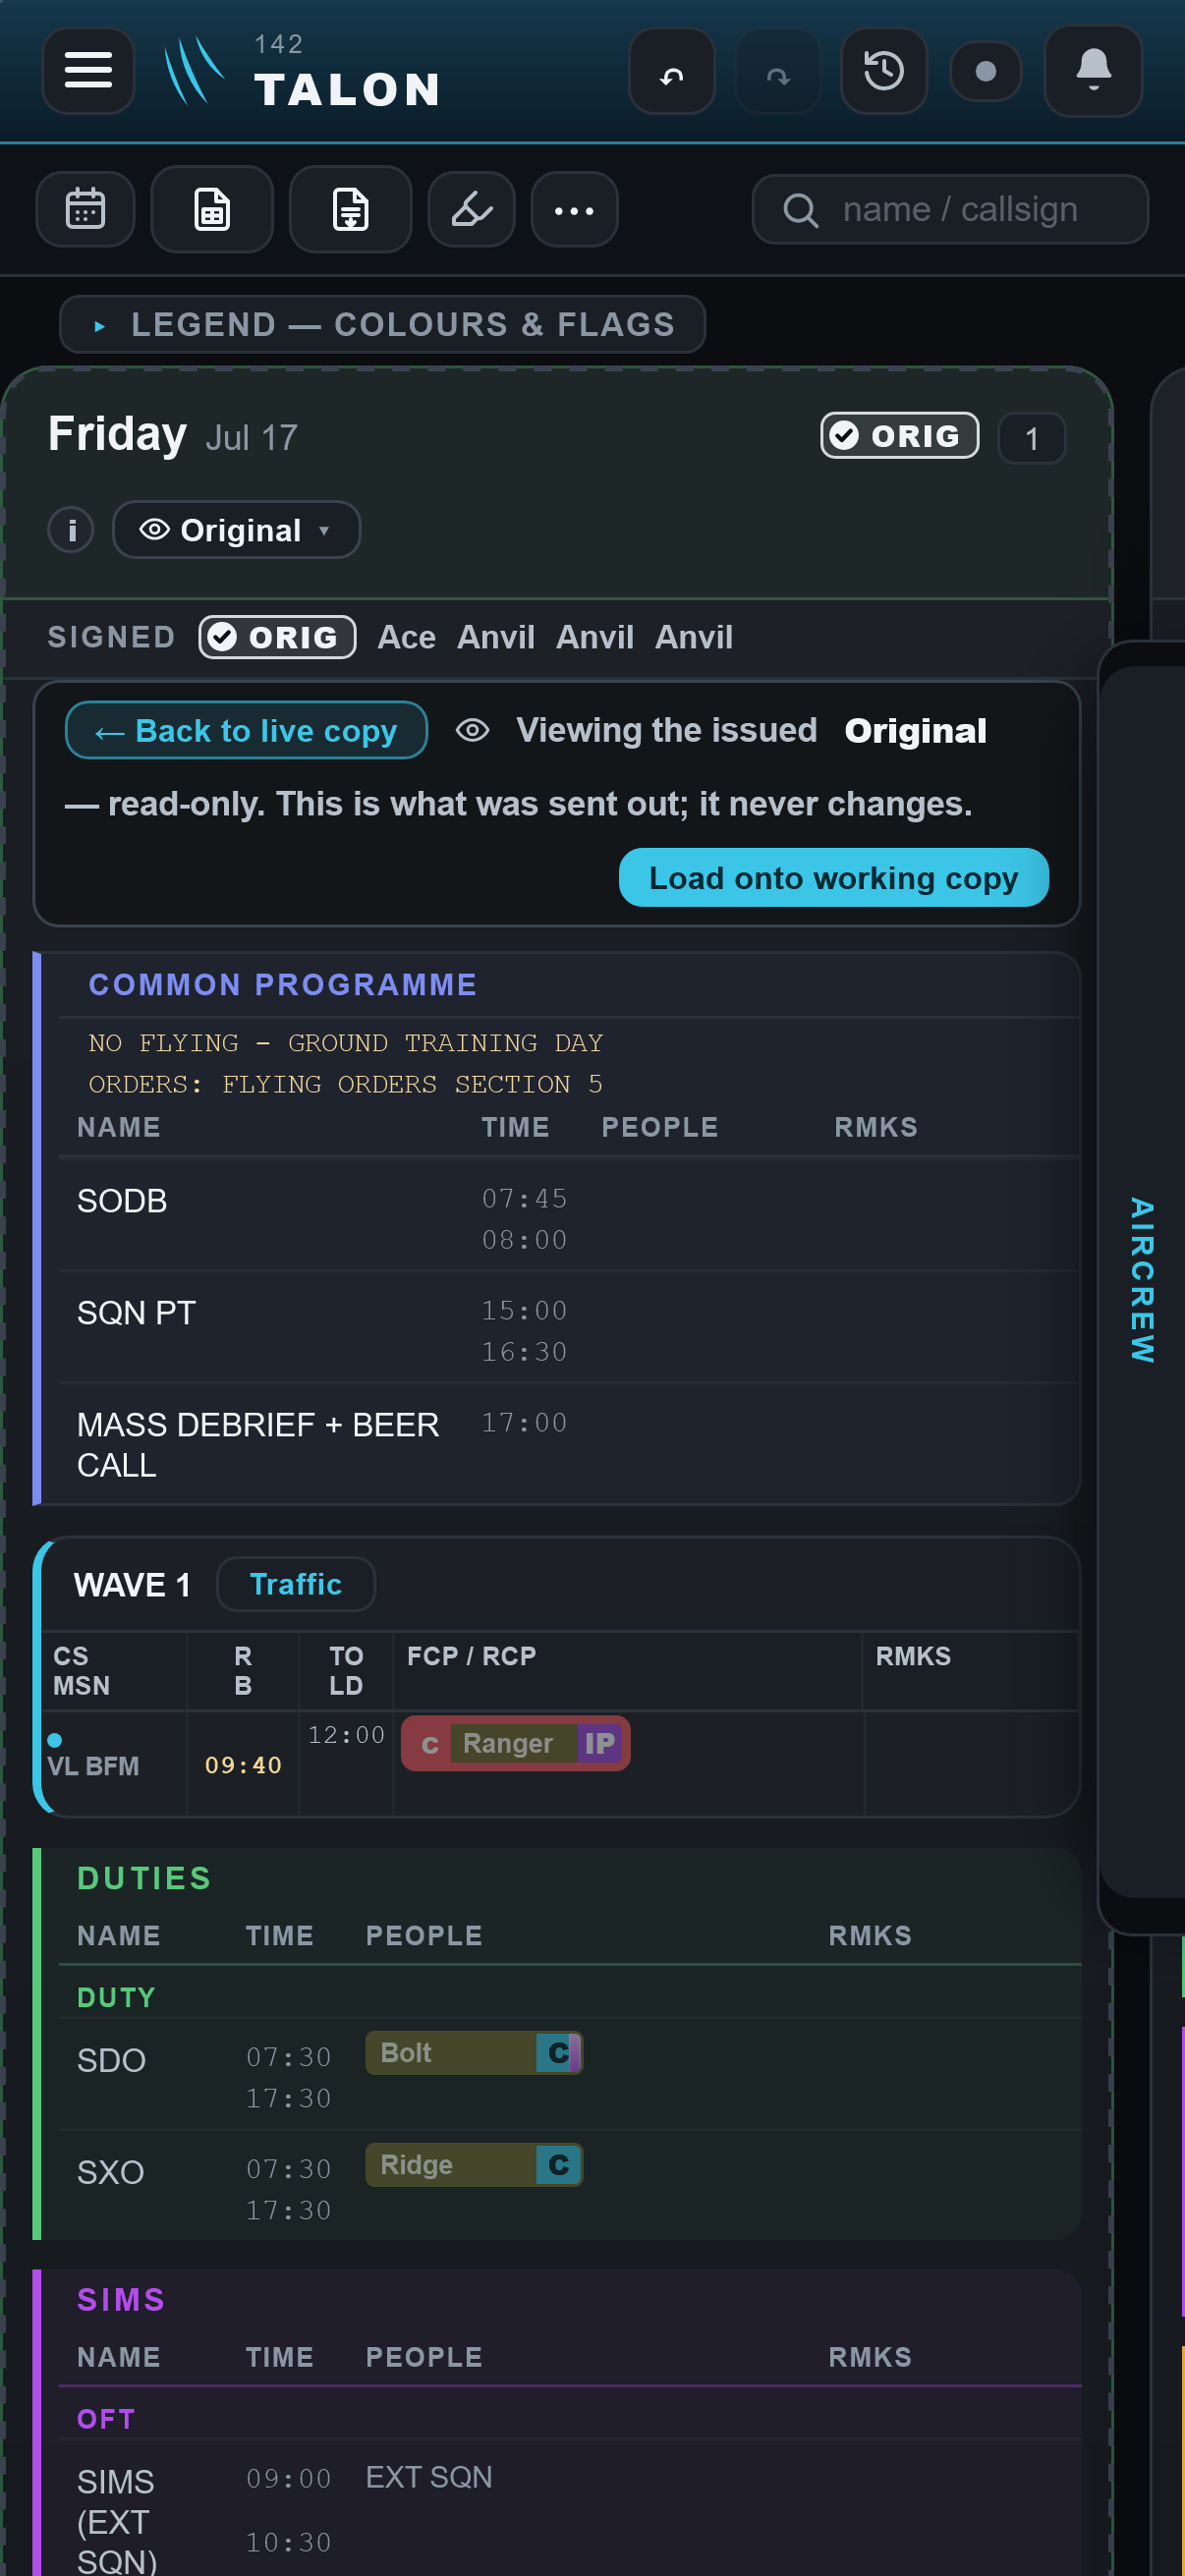 142
TALON
name / callsign
LEGEND — COLOURS & FLAGS
Friday Jul 17
ORIG 1
i Original
SIGNED ORIG Ace Anvil Anvil Anvil
← Back to live copy Viewing the issued Original
— read-only. This is what was sent out; it never changes.
Load onto working copy
COMMON PROGRAMME
NO FLYING - GROUND TRAINING DAY
ORDERS: FLYING ORDERS SECTION 5
NAME TIME PEOPLE RMKS
SODB 07:45
08:00
SQN PT 15:00
16:30
MASS DEBRIEF + BEER 17:00
CALL
AIRCREW
WAVE 1 Traffic
CS R TO FCP / RCP RMKS
MSN B LD
12:00 C Ranger IP
VL BFM 09:40
DUTIES
NAME TIME PEOPLE RMKS
DUTY
SDO 07:30 Bolt C
17:30
SXO 07:30 Ridge C
17:30
SIMS
NAME TIME PEOPLE RMKS
OFT
SIMS 09:00 EXT SQN
(EXT 10:30
SQN)